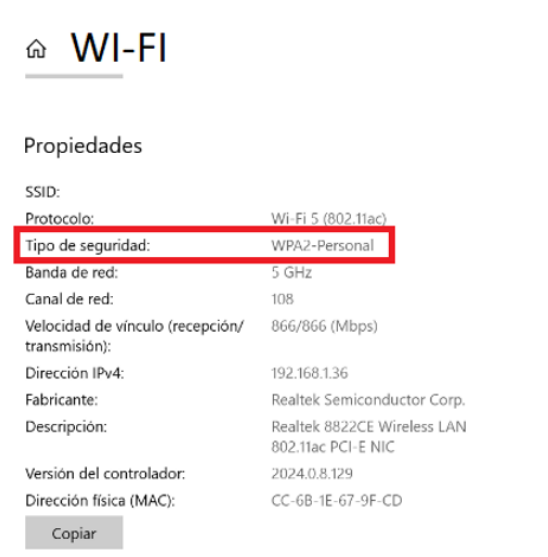 WI-FI
Propiedades
SSID:
Protocolo: Wi-Fi 5 (802.11ac)
Tipo de seguridad: WPA2-Personal
Banda de red: 5 GHz
Canal de red: 108
Velocidad de vínculo (recepción/ 866/866 (Mbps)
transmisión):
Dirección IPv4: 192.168.1.36
Fabricante: Realtek Semiconductor Corp.
Descripción: Realtek 8822CE Wireless LAN
802.11ac PCI-E NIC
Versión del controlador: 2024.0.8.129
Dirección física (MAC): CC-6B-1E-67-9F-CD
Copiar